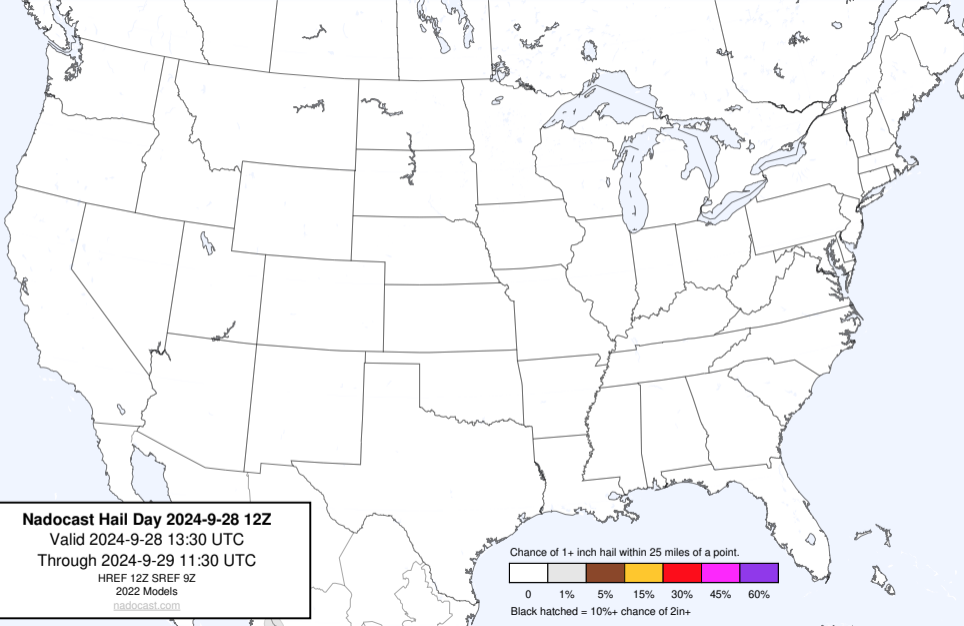 Nadocast Hail Day 2024-9-28 12Z
Valid 2024-9-28 13:30 UTC
Through 2024-9-29 11:30 UTC
HREF 12Z SREF 9Z
2022 Models
nadocast.com
Chance of 1+ inch hail within 25 miles of a point.
0 1% 5% 15% 30% 45% 60%
Black hatched = 10%+ chance of 2in+